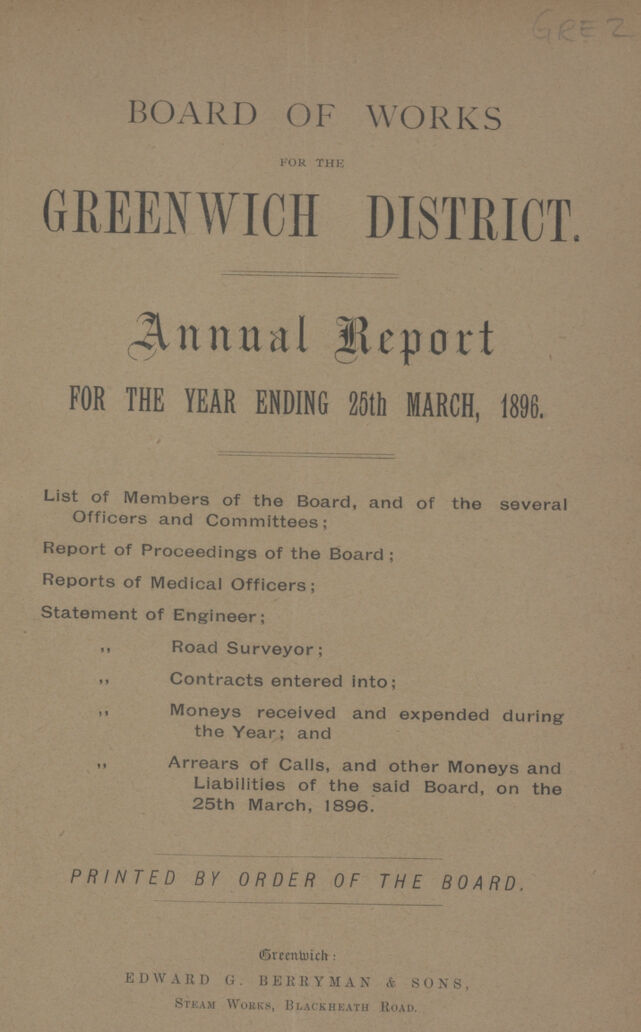 GRE 2
BOARD OF WORKS
FOR THE
GREENWICH DISTRICT.
Annual Report
FOR THE YEAR ENDING 25th MARCH, 1896.
List of Members of the Board, and of the several
Officers and Committees;
Report of Proceedings of the Board;
Reports of Medical Officers;
Statement of Engineer;
„ Road Surveyor;
„ Contracts entered into;
„ Moneys received and expended during
the Year; and
„ Arrears of Calls, and other Moneys and
Liabilities of the said Board, on the
25th March, 1896.
PRINTED BY ORDER OF THE BOARD.
Greenwich:
EDWARD G. BERRYMAN & SONS,
STEAM WORKS, BLACKHEATH ROAD.